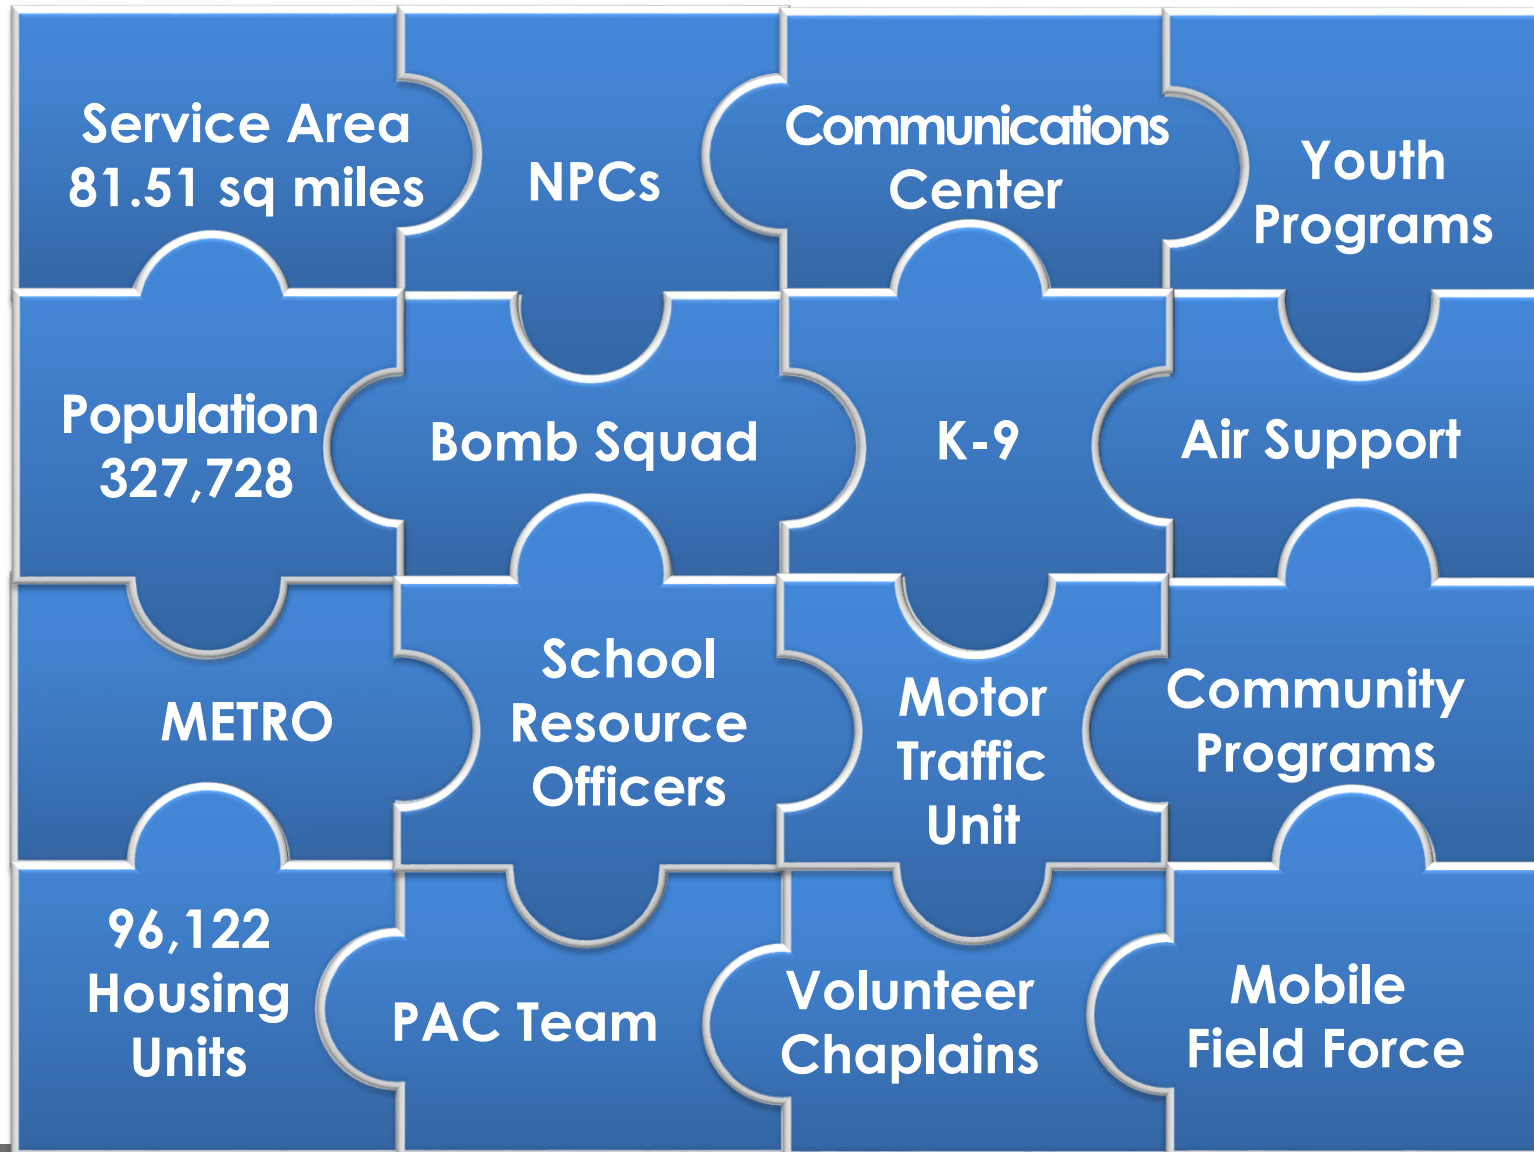 Service Area
81.51 sq miles
NPCs
Communications
Center
Youth
Programs
Population
327,728
Bomb Squad
K-9
Air Support
METRO
School
Resource
Officers
Motor
Traffic
Unit
Community
Programs
96,122
Housing
Units
PAC Team
Volunteer
Chaplains
Mobile
Field Force